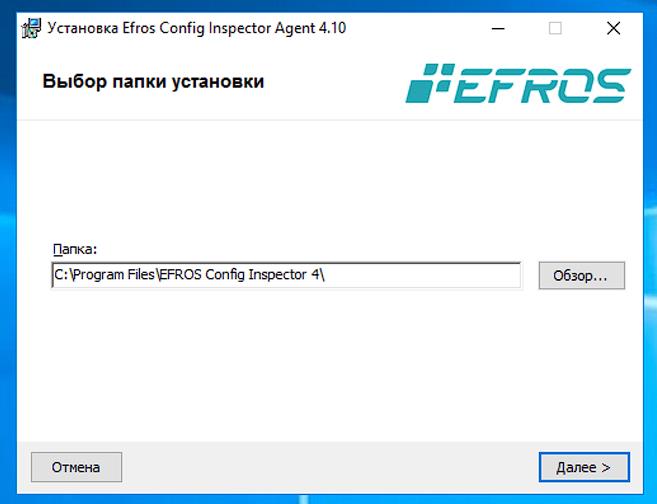 Установка Efros Config Inspector Agent 4.10
Выбор папки установки
EFROS
Папка:
C:\Program Files\EFROS Config Inspector 4\
Обзор...
Отмена
Далее >